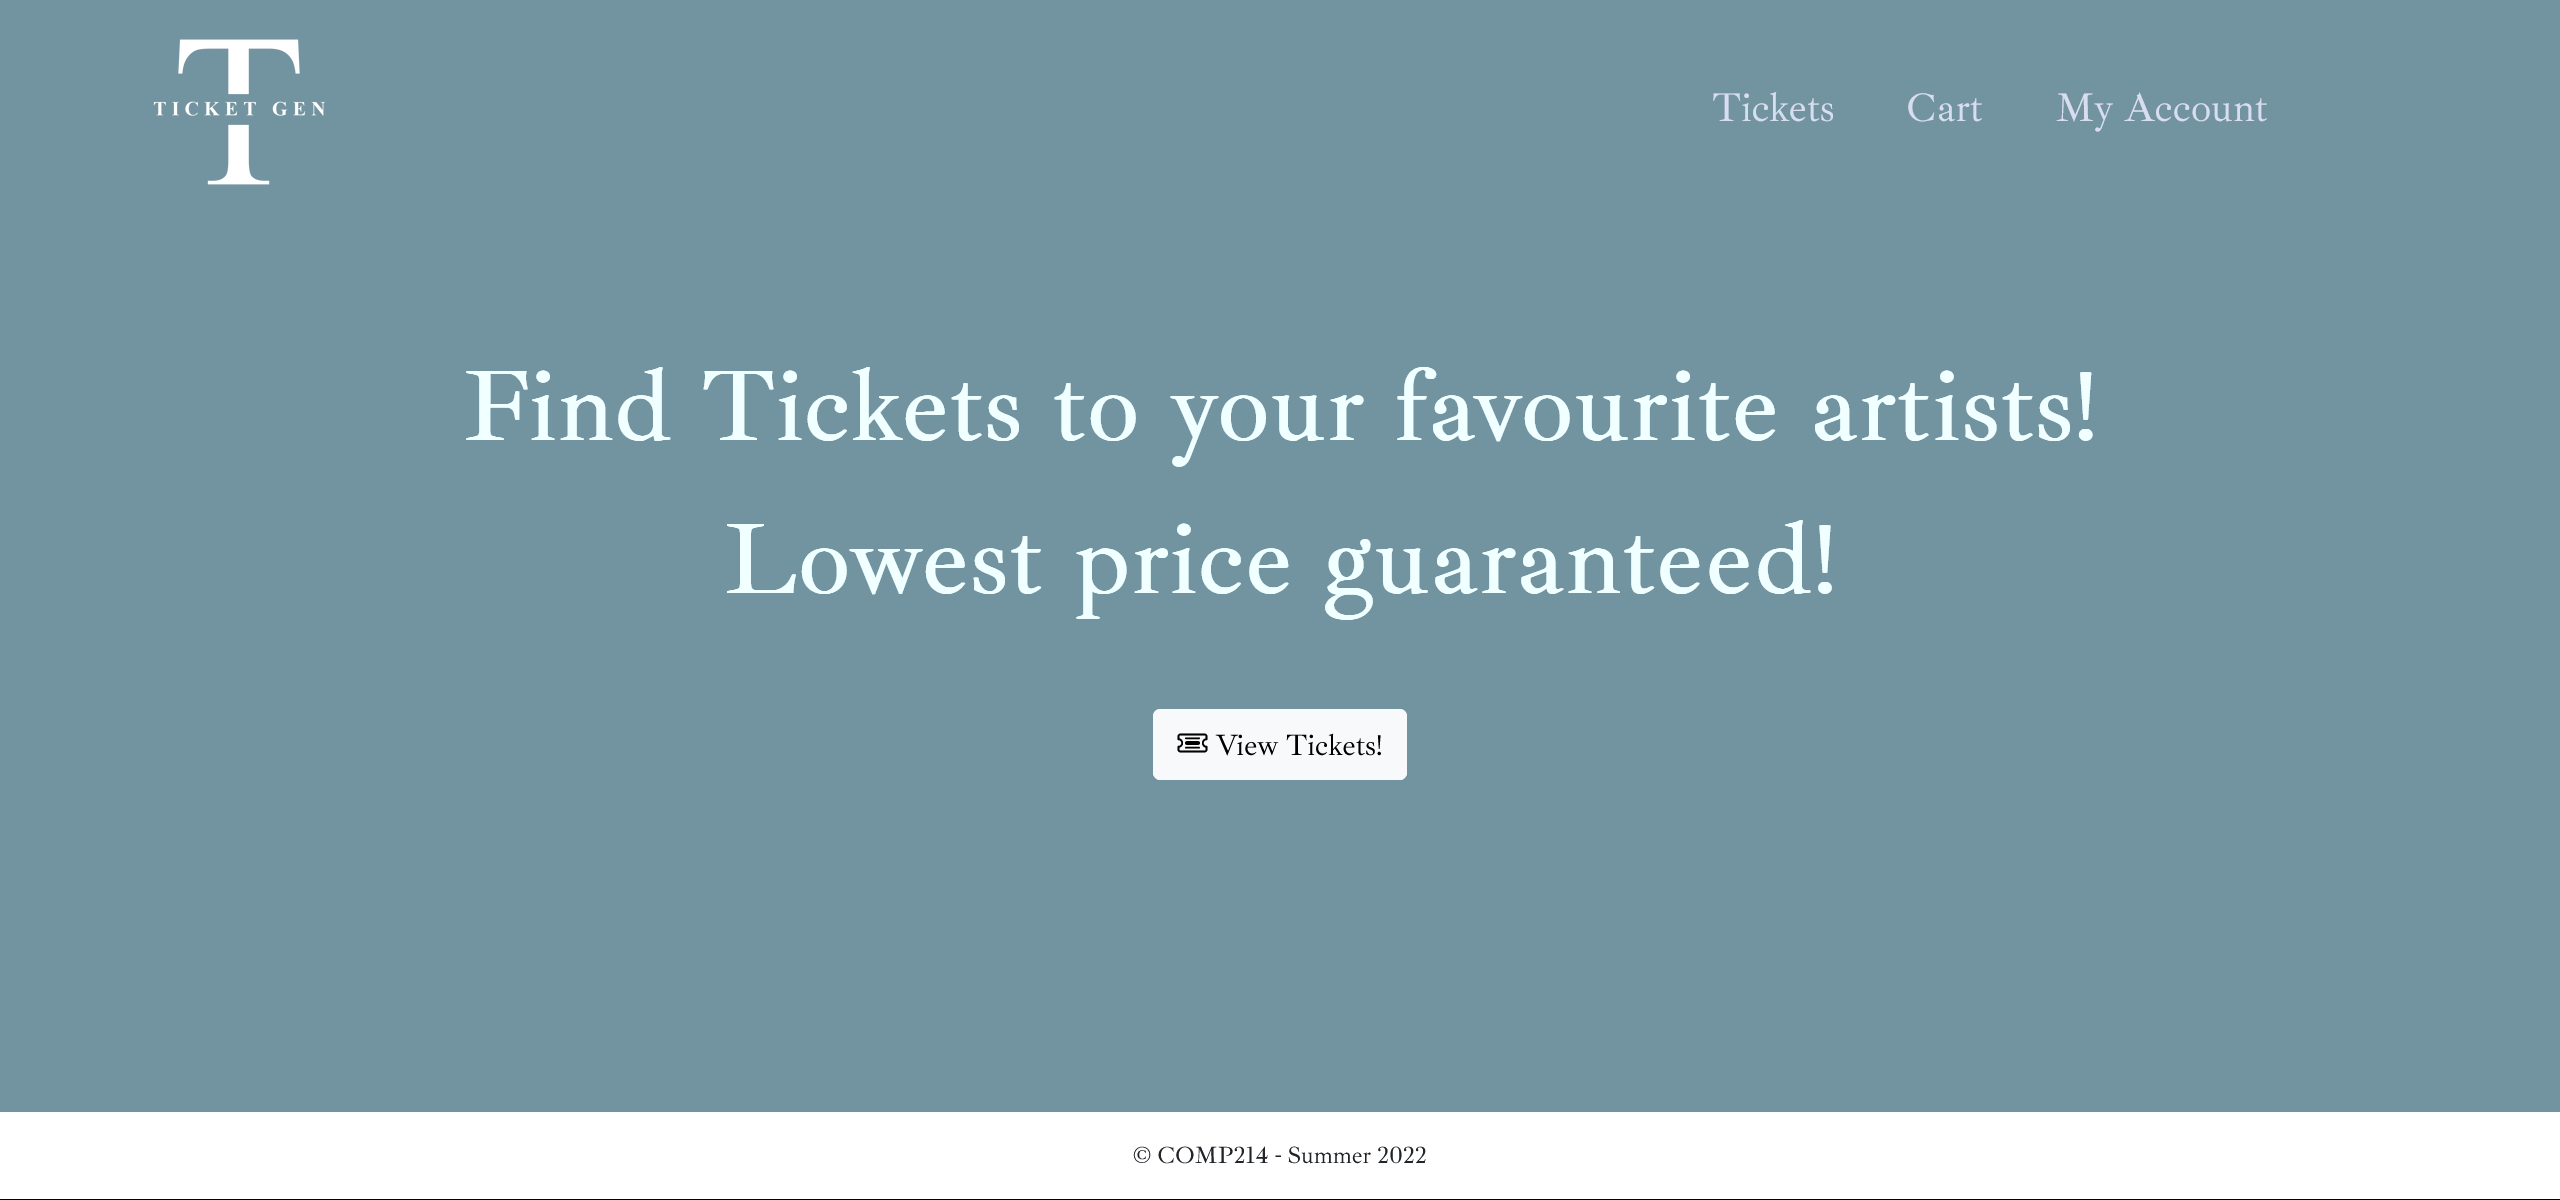 TICKET GEN
Tickets Cart My Account
Find Tickets to your favourite artists!
Lowest price guaranteed!
View Tickets!
© COMP214 - Summer 2022